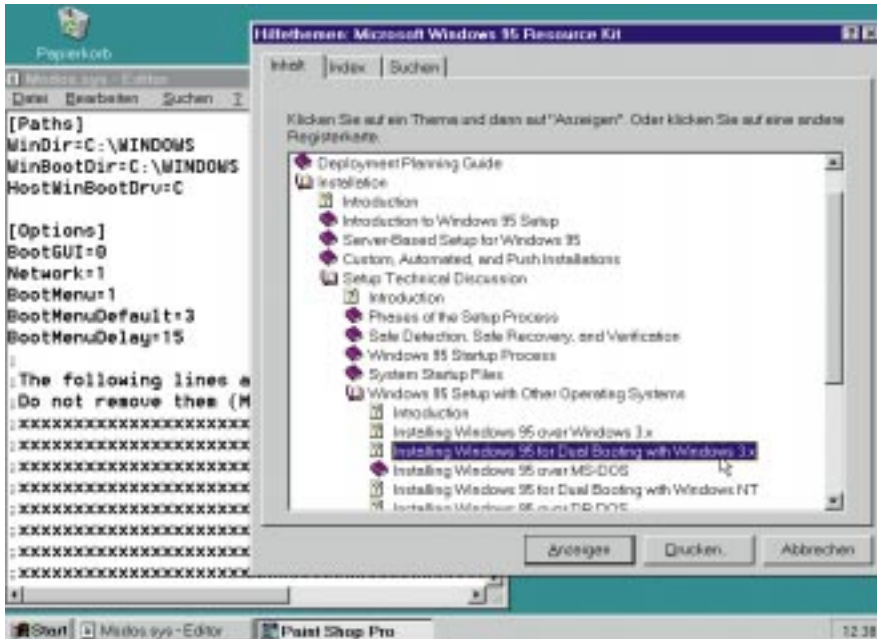 Papierkorb
Msdos.sys - Editor
Datei Bearbeiten Suchen ?
[Paths]
WinDir=C:\WINDOWS
WinBootDir=C:\WINDOWS
HostWinBootDrv=C
[Options]
BootGUI=0
Network=1
BootMenu=1
BootMenuDefault=3
BootMenuDelay=15
;
;The following lines a
;Do not remove them (M
;xxxxxxxxxxxxxxxxxxxxx
;xxxxxxxxxxxxxxxxxxxxx
;xxxxxxxxxxxxxxxxxxxxx
;xxxxxxxxxxxxxxxxxxxxx
;xxxxxxxxxxxxxxxxxxxxx
;xxxxxxxxxxxxxxxxxxxxx
;xxxxxxxxxxxxxxxxxxxxx
;xxxxxxxxxxxxxxxxxxxxx
Hilfethemen: Microsoft Windows 95 Resource Kit
Inhalt Index Suchen
Klicken Sie auf ein Thema und dann auf "Anzeigen". Oder klicken Sie auf eine andere
Registerkarte.
Deployment Planning Guide
Installation
Introduction
Introduction to Windows 95 Setup
Server-Based Setup for Windows 95
Custom, Automated, and Push Installations
Setup Technical Discussion
Introduction
Phases of the Setup Process
Safe Detection, Safe Recovery, and Verification
Windows 95 Startup Process
System Startup Files
Windows 95 Setup with Other Operating Systems
Introduction
Installing Windows 95 over Windows 3.x
Installing Windows 95 for Dual Booting with Windows 3.x
Installing Windows 95 over MS-DOS
Installing Windows 95 for Dual Booting with Windows NT
Installing Windows 95 over DR DOS
Anzeigen Drucken... Abbrechen
Start Msdos.sys - Editor Paint Shop Pro 12:38